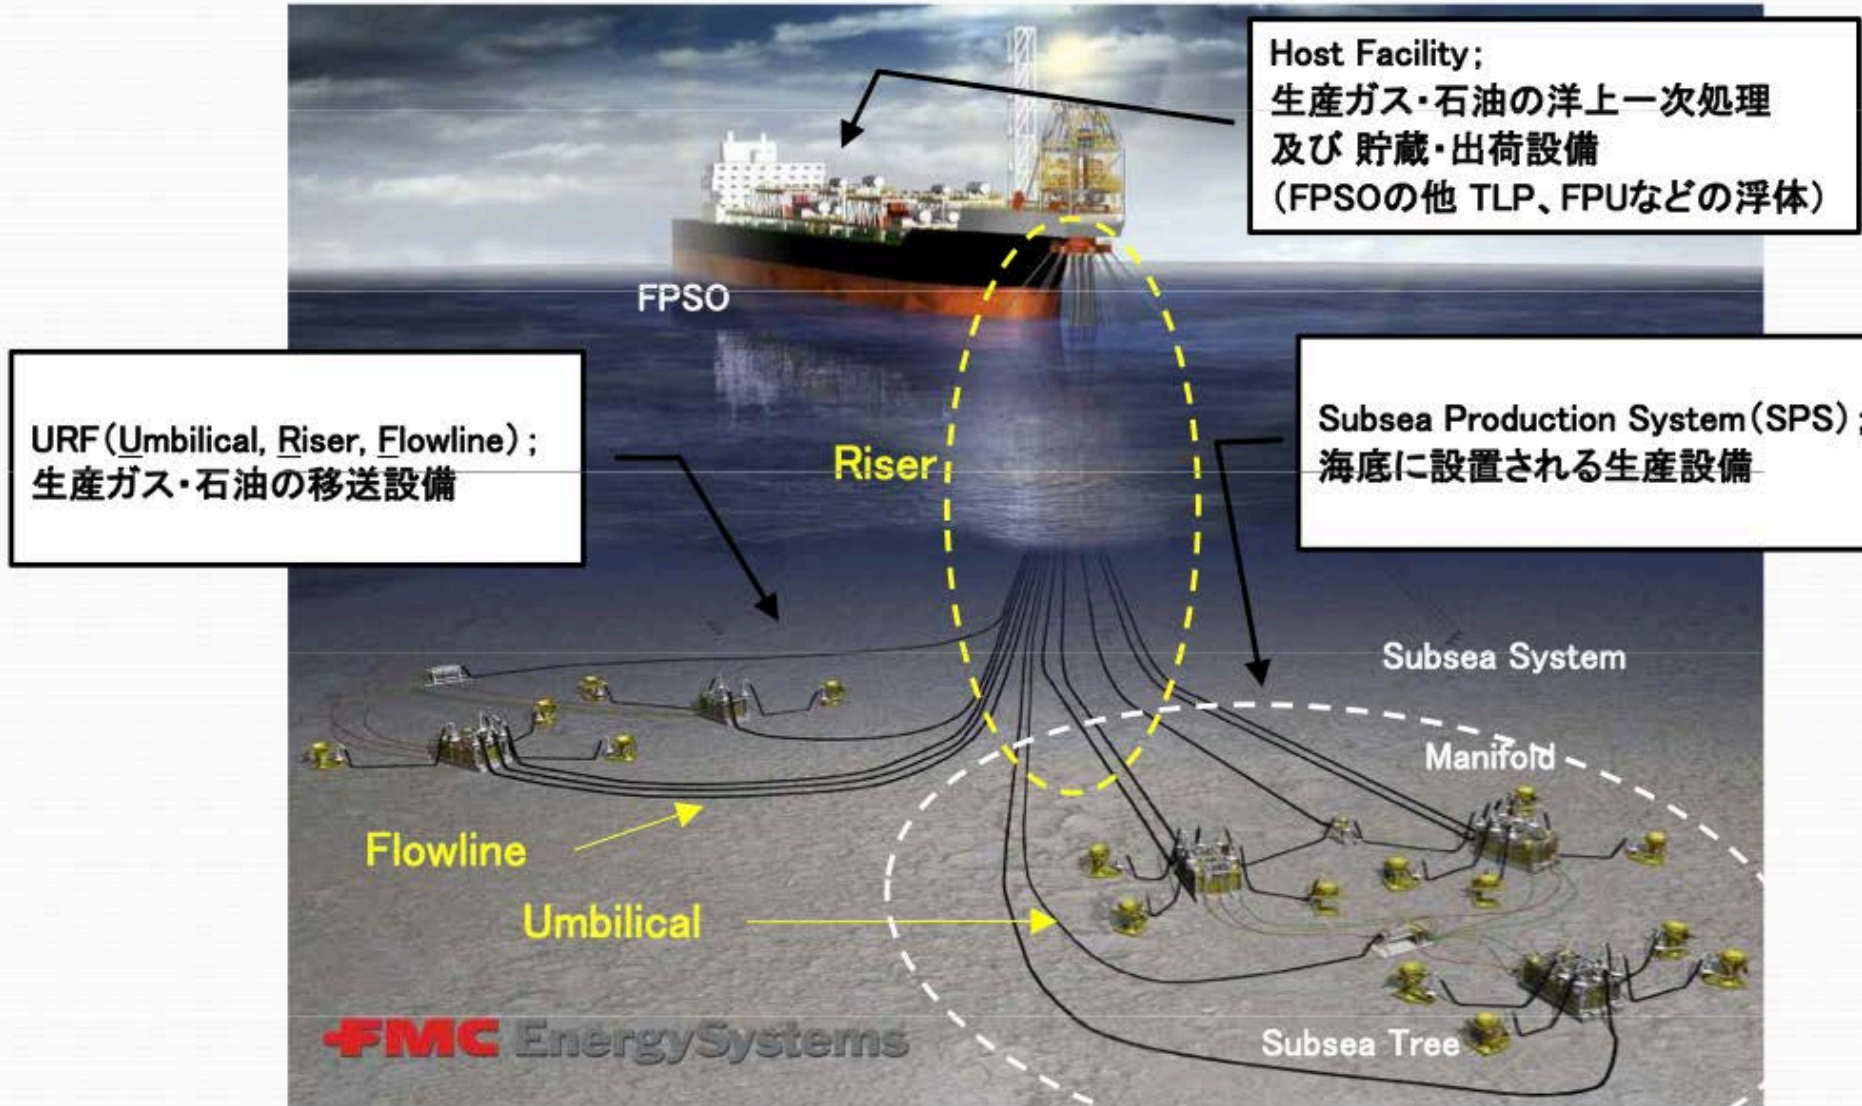 Host Facility;
生産ガス・石油の洋上一次処理
及び 貯蔵・出荷設備
(FPSOの他 TLP、FPUなどの浮体)
FPSO
URF(Umbilical, Riser, Flowline);
生産ガス・石油の移送設備
Riser
Subsea Production System(SPS);
海底に設置される生産設備
Subsea System
Manifold
Flowline
Umbilical
Subsea Tree
FMC EnergySystems